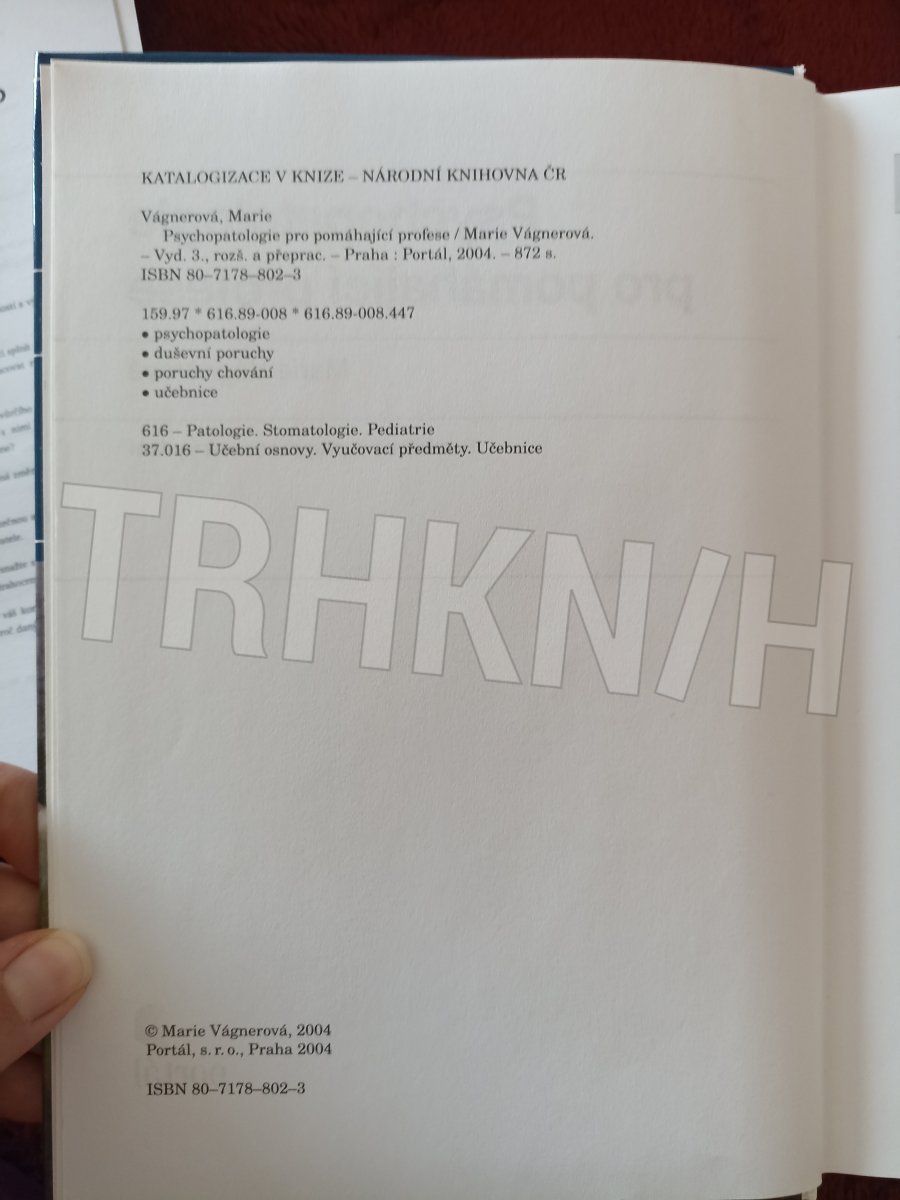 KATALOGIZACE V KNIZE – NÁRODNÍ KNIHOVNA ČR
Vágnerová, Marie
Psychopatologie pro pomáhající profese / Marie Vágnerová.
– Vyd. 3., rozš. a přeprac. – Praha : Portál, 2004. – 872 s.
ISBN 80–7178–802–3
159.97 * 616.89-008 * 616.89-008.447
• psychopatologie
• duševní poruchy
• poruchy chování
• učebnice
616 – Patologie. Stomatologie. Pediatrie
37.016 – Učební osnovy. Vyučovací předměty. Učebnice
TRHKN/H
© Marie Vágnerová, 2004
Portál, s. r. o., Praha 2004
ISBN 80–7178–802–3